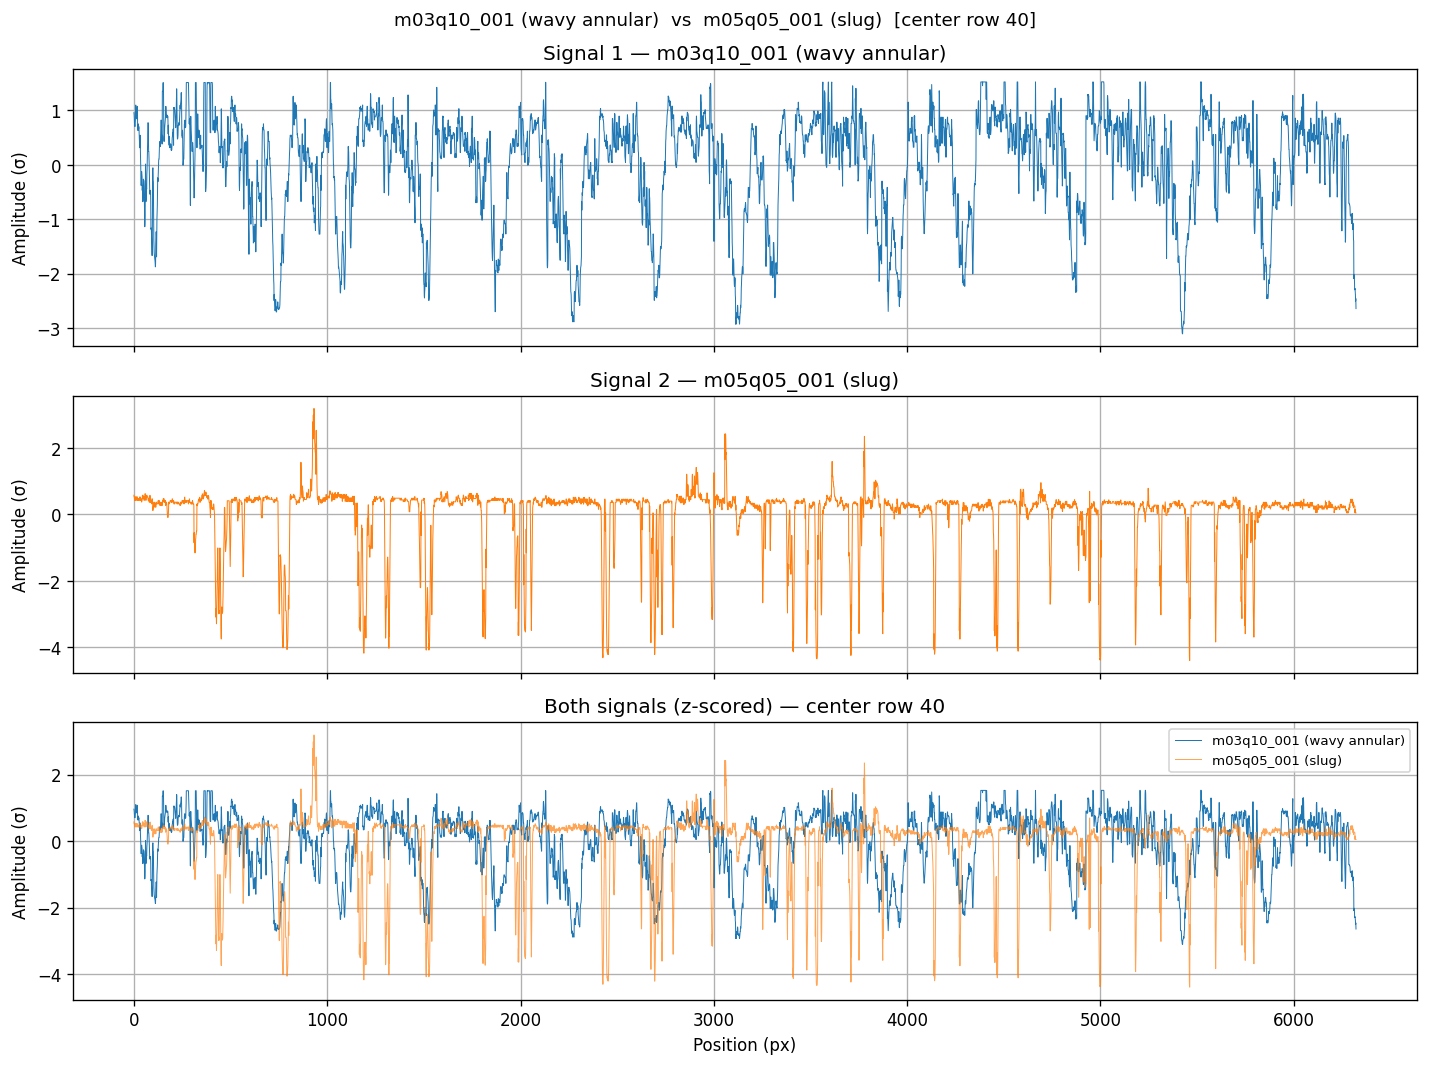 m03q10_001 (wavy annular)  vs  m05q05_001 (slug)  [center row 40]
Signal 1 — m03q10_001 (wavy annular)
Amplitude (σ)
1
0
−1
−2
−3
Signal 2 — m05q05_001 (slug)
Amplitude (σ)
2
0
−2
−4
Both signals (z-scored) — center row 40
m03q10_001 (wavy annular)
m05q05_001 (slug)
Amplitude (σ)
2
0
−2
−4
0 1000 2000 3000 4000 5000 6000
Position (px)